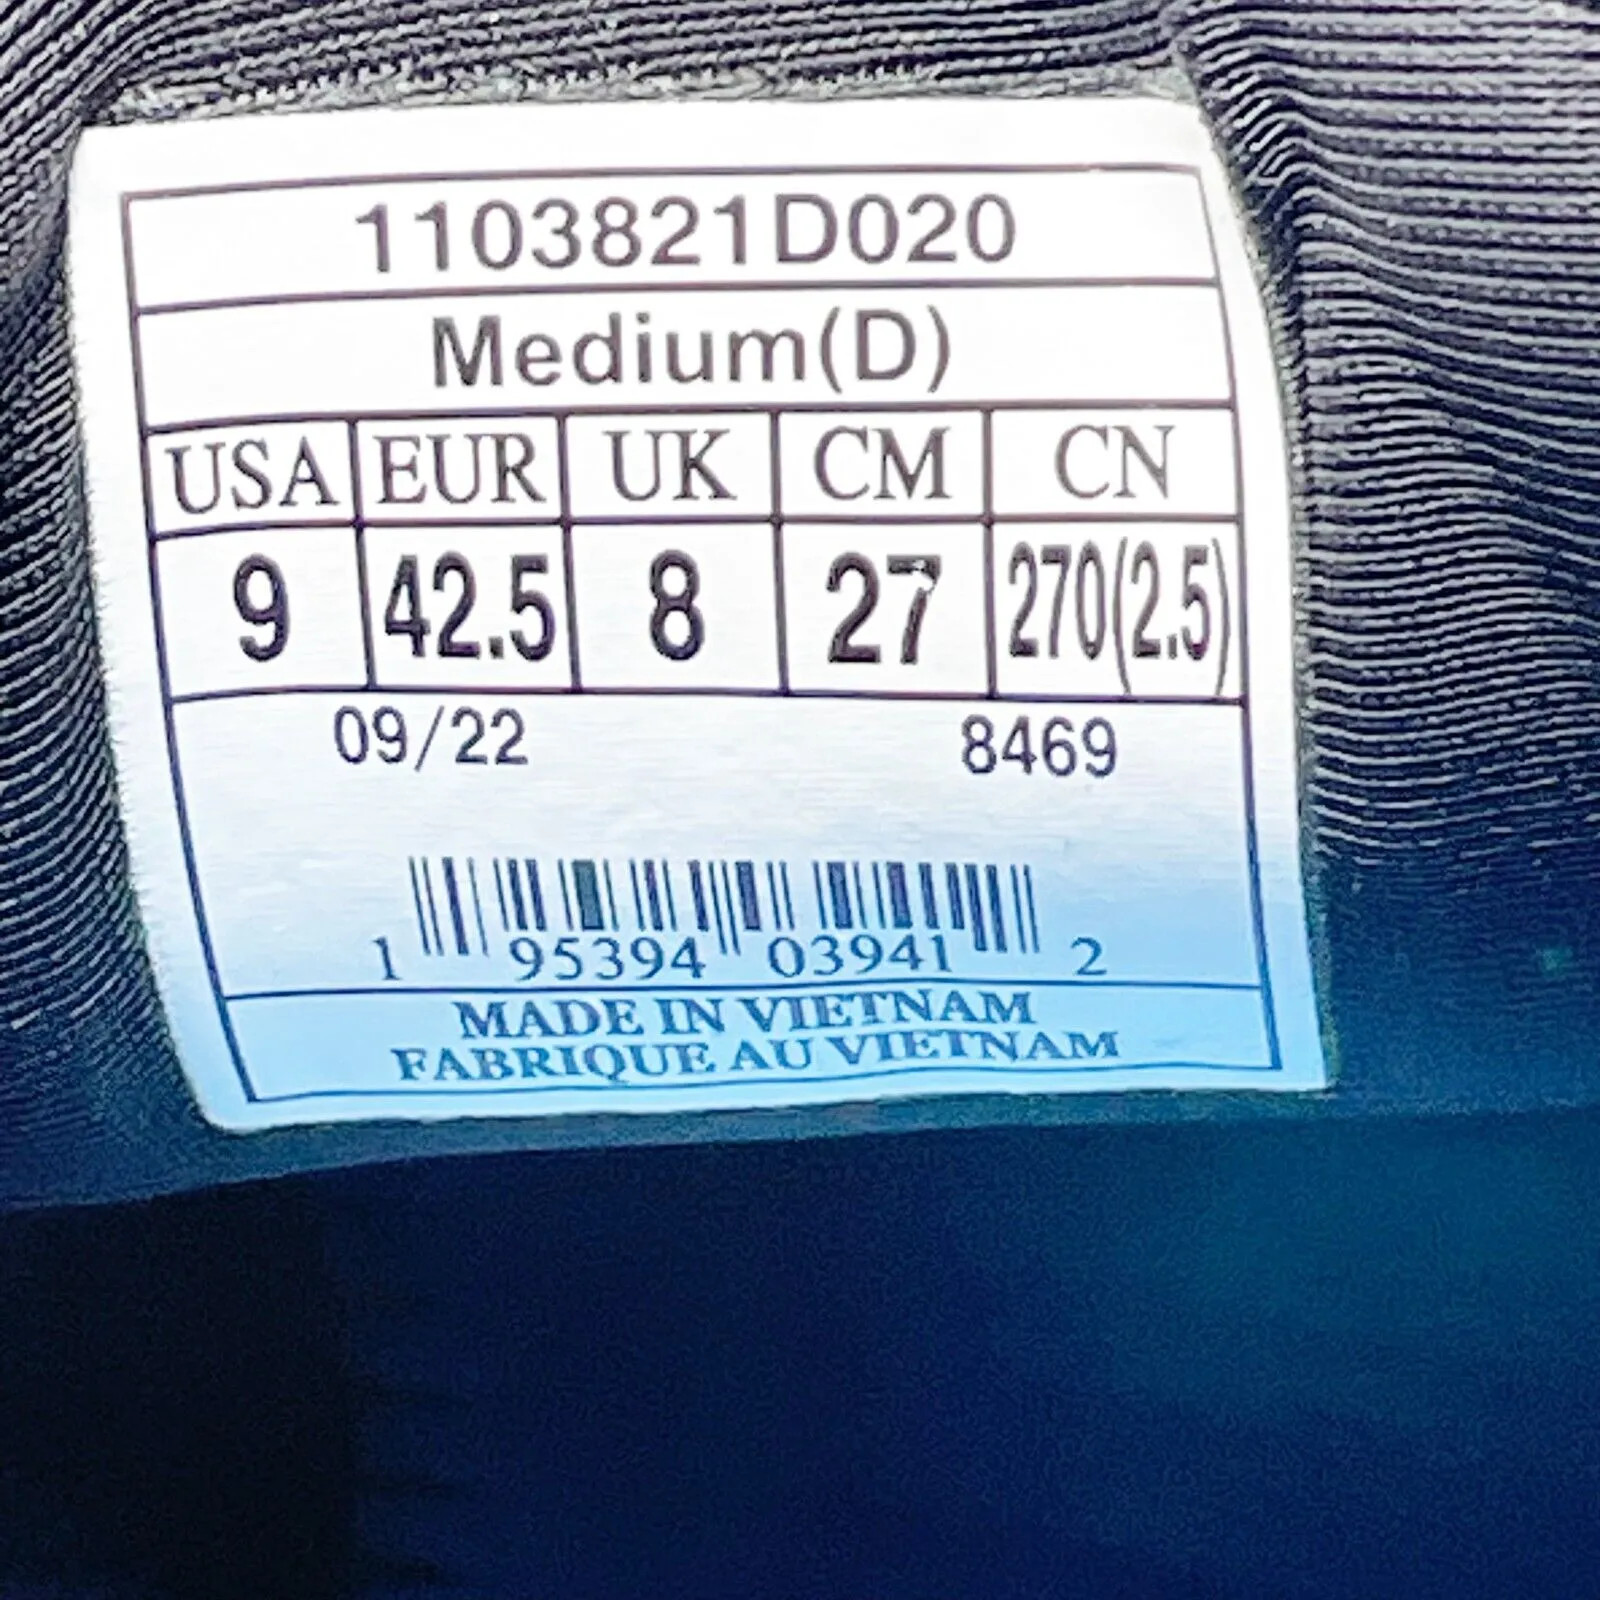 1103821D020
Medium(D)
USA EUR UK CM CN
9 42.5 8 27 270(2.5)
09/22 8469
1 95394 03941 2
MADE IN VIETNAM
FABRIQUE AU VIETNAM